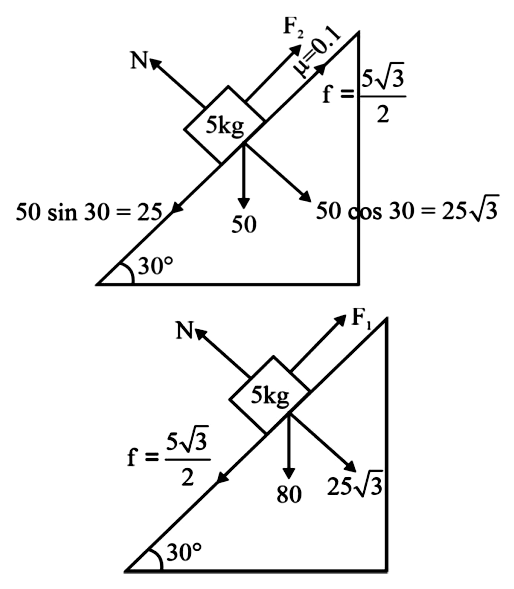 F₂
N
μ=0.1
f = 5√3/2
5kg
50 sin 30 = 25
50
50 cos 30 = 25√3
30°
F₁
N
5kg
f = 5√3/2
80
25√3
30°